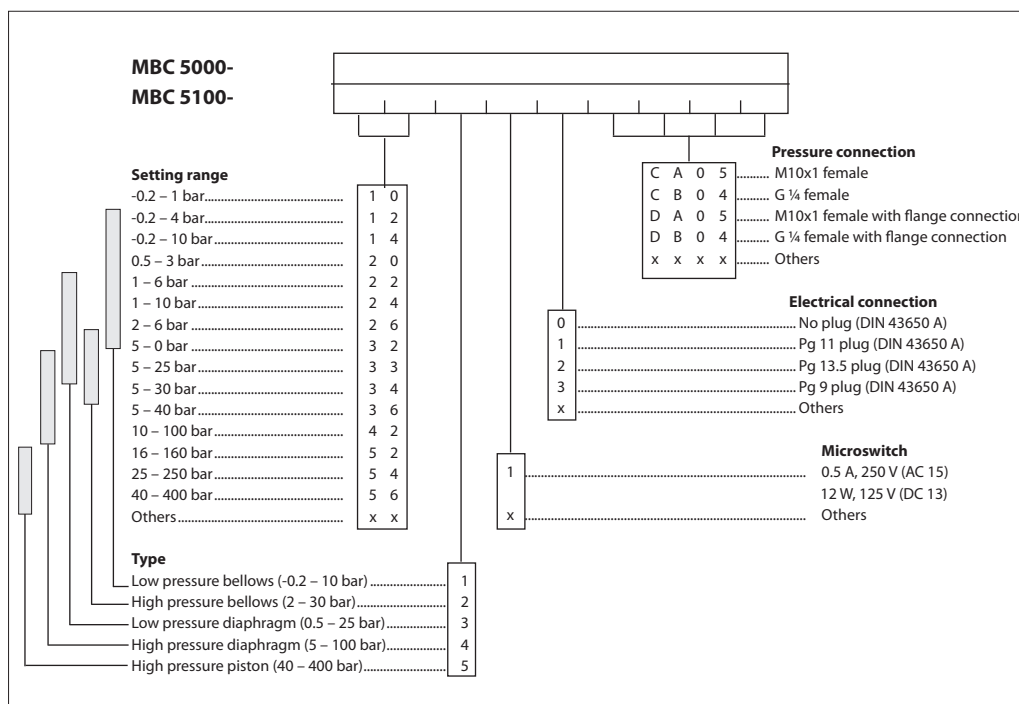 MBC 5000-
MBC 5100-
Pressure connection
C A 0 5 .......... M10x1 female
C B 0 4 .......... G ¼ female
D A 0 5 .......... M10x1 female with flange connection
D B 0 4 .......... G ¼ female with flange connection
x x x x .......... Others
Setting range
-0.2 – 1 bar 1 0
-0.2 – 4 bar 1 2
-0.2 – 10 bar 1 4
0.5 – 3 bar 2 0
1 – 6 bar 2 2
1 – 10 bar 2 4
2 – 6 bar 2 6
5 – 0 bar 3 2
5 – 25 bar 3 3
5 – 30 bar 3 4
5 – 40 bar 3 6
10 – 100 bar 4 2
16 – 160 bar 5 2
25 – 250 bar 5 4
40 – 400 bar 5 6
Others x x
Electrical connection
0 No plug (DIN 43650 A)
1 Pg 11 plug (DIN 43650 A)
2 Pg 13.5 plug (DIN 43650 A)
3 Pg 9 plug (DIN 43650 A)
x Others
Microswitch
1 0.5 A, 250 V (AC 15)
12 W, 125 V (DC 13)
x Others
Type
Low pressure bellows (-0.2 – 10 bar) 1
High pressure bellows (2 – 30 bar) 2
Low pressure diaphragm (0.5 – 25 bar) 3
High pressure diaphragm (5 – 100 bar) 4
High pressure piston (40 – 400 bar) 5